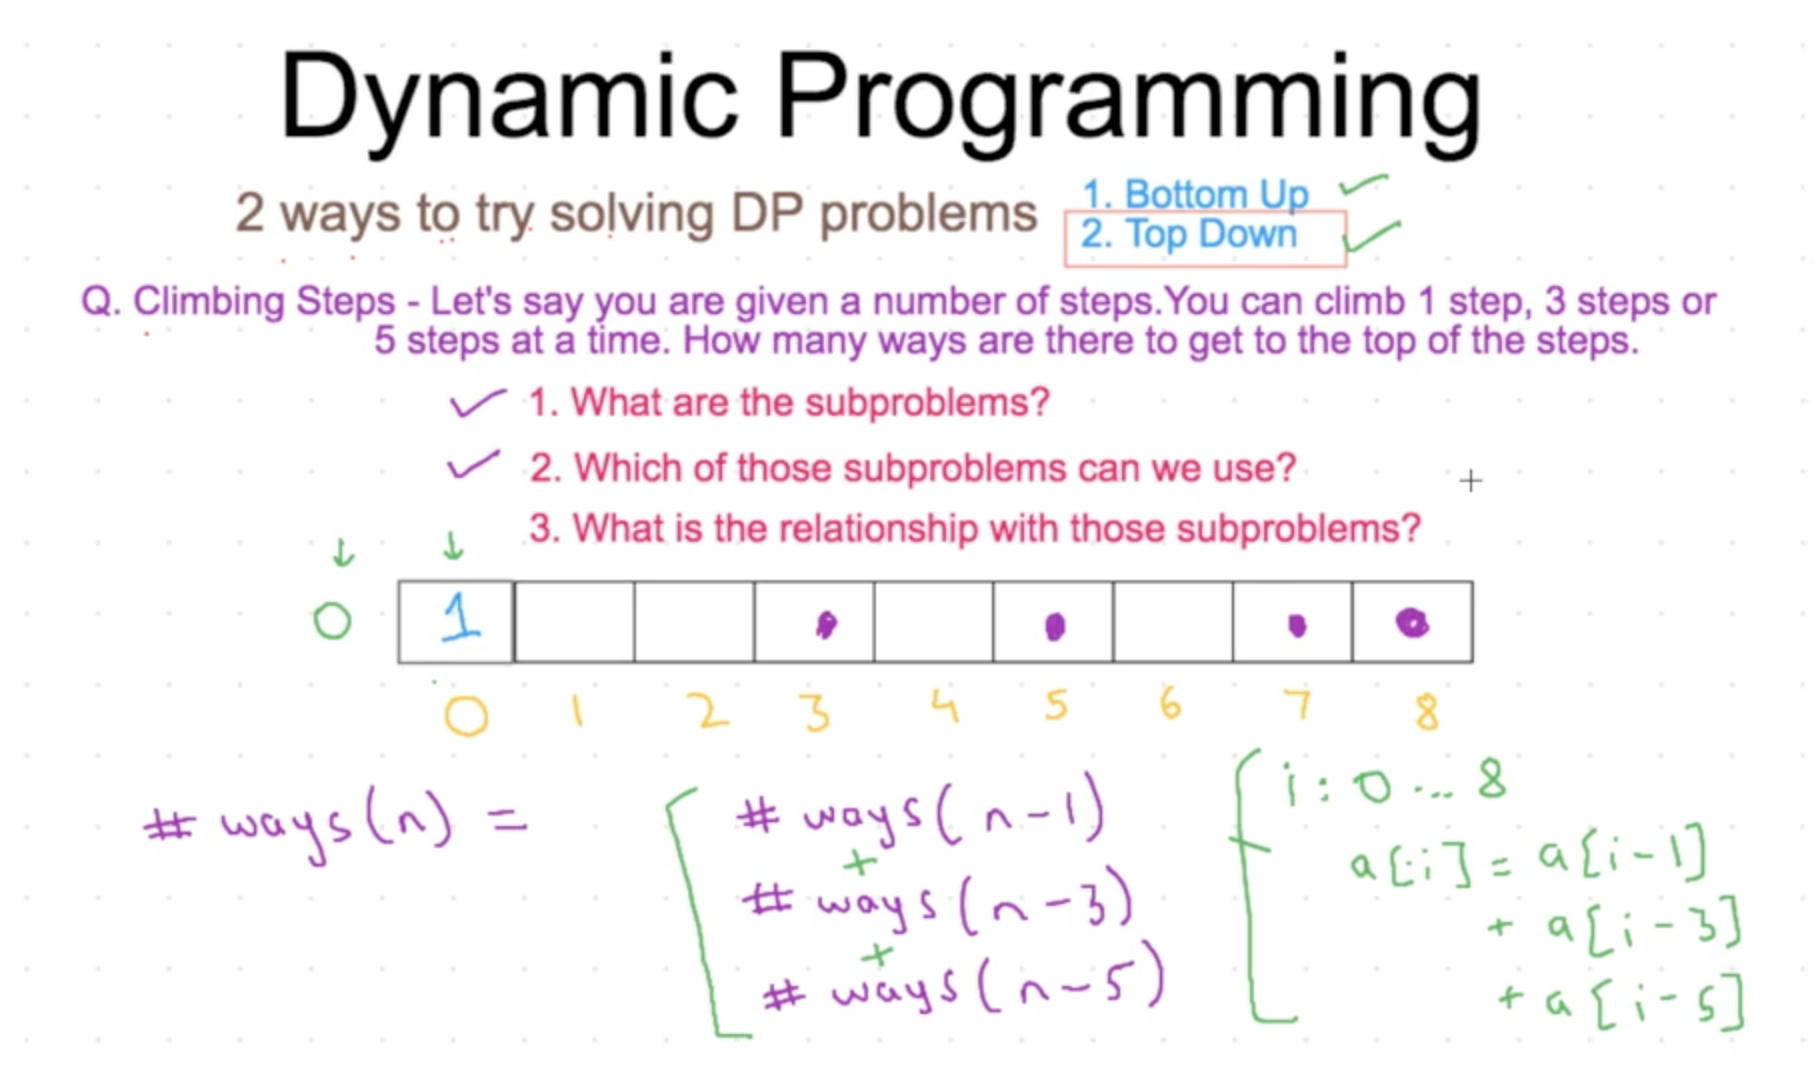 Dynamic Programming
2 ways to try solving DP problems
1. Bottom Up
2. Top Down
Q. Climbing Steps - Let's say you are given a number of steps.You can climb 1 step, 3 steps or
5 steps at a time. How many ways are there to get to the top of the steps.
1. What are the subproblems?
2. Which of those subproblems can we use?
3. What is the relationship with those subproblems?
0 1
0 1 2 3 4 5 6 7 8
# ways(n) =
# ways(n-1)
+
# ways(n-3)
+
# ways(n-5)
i : 0 ... 8
a[i] = a[i-1]
+ a[i-3]
+ a[i-5]